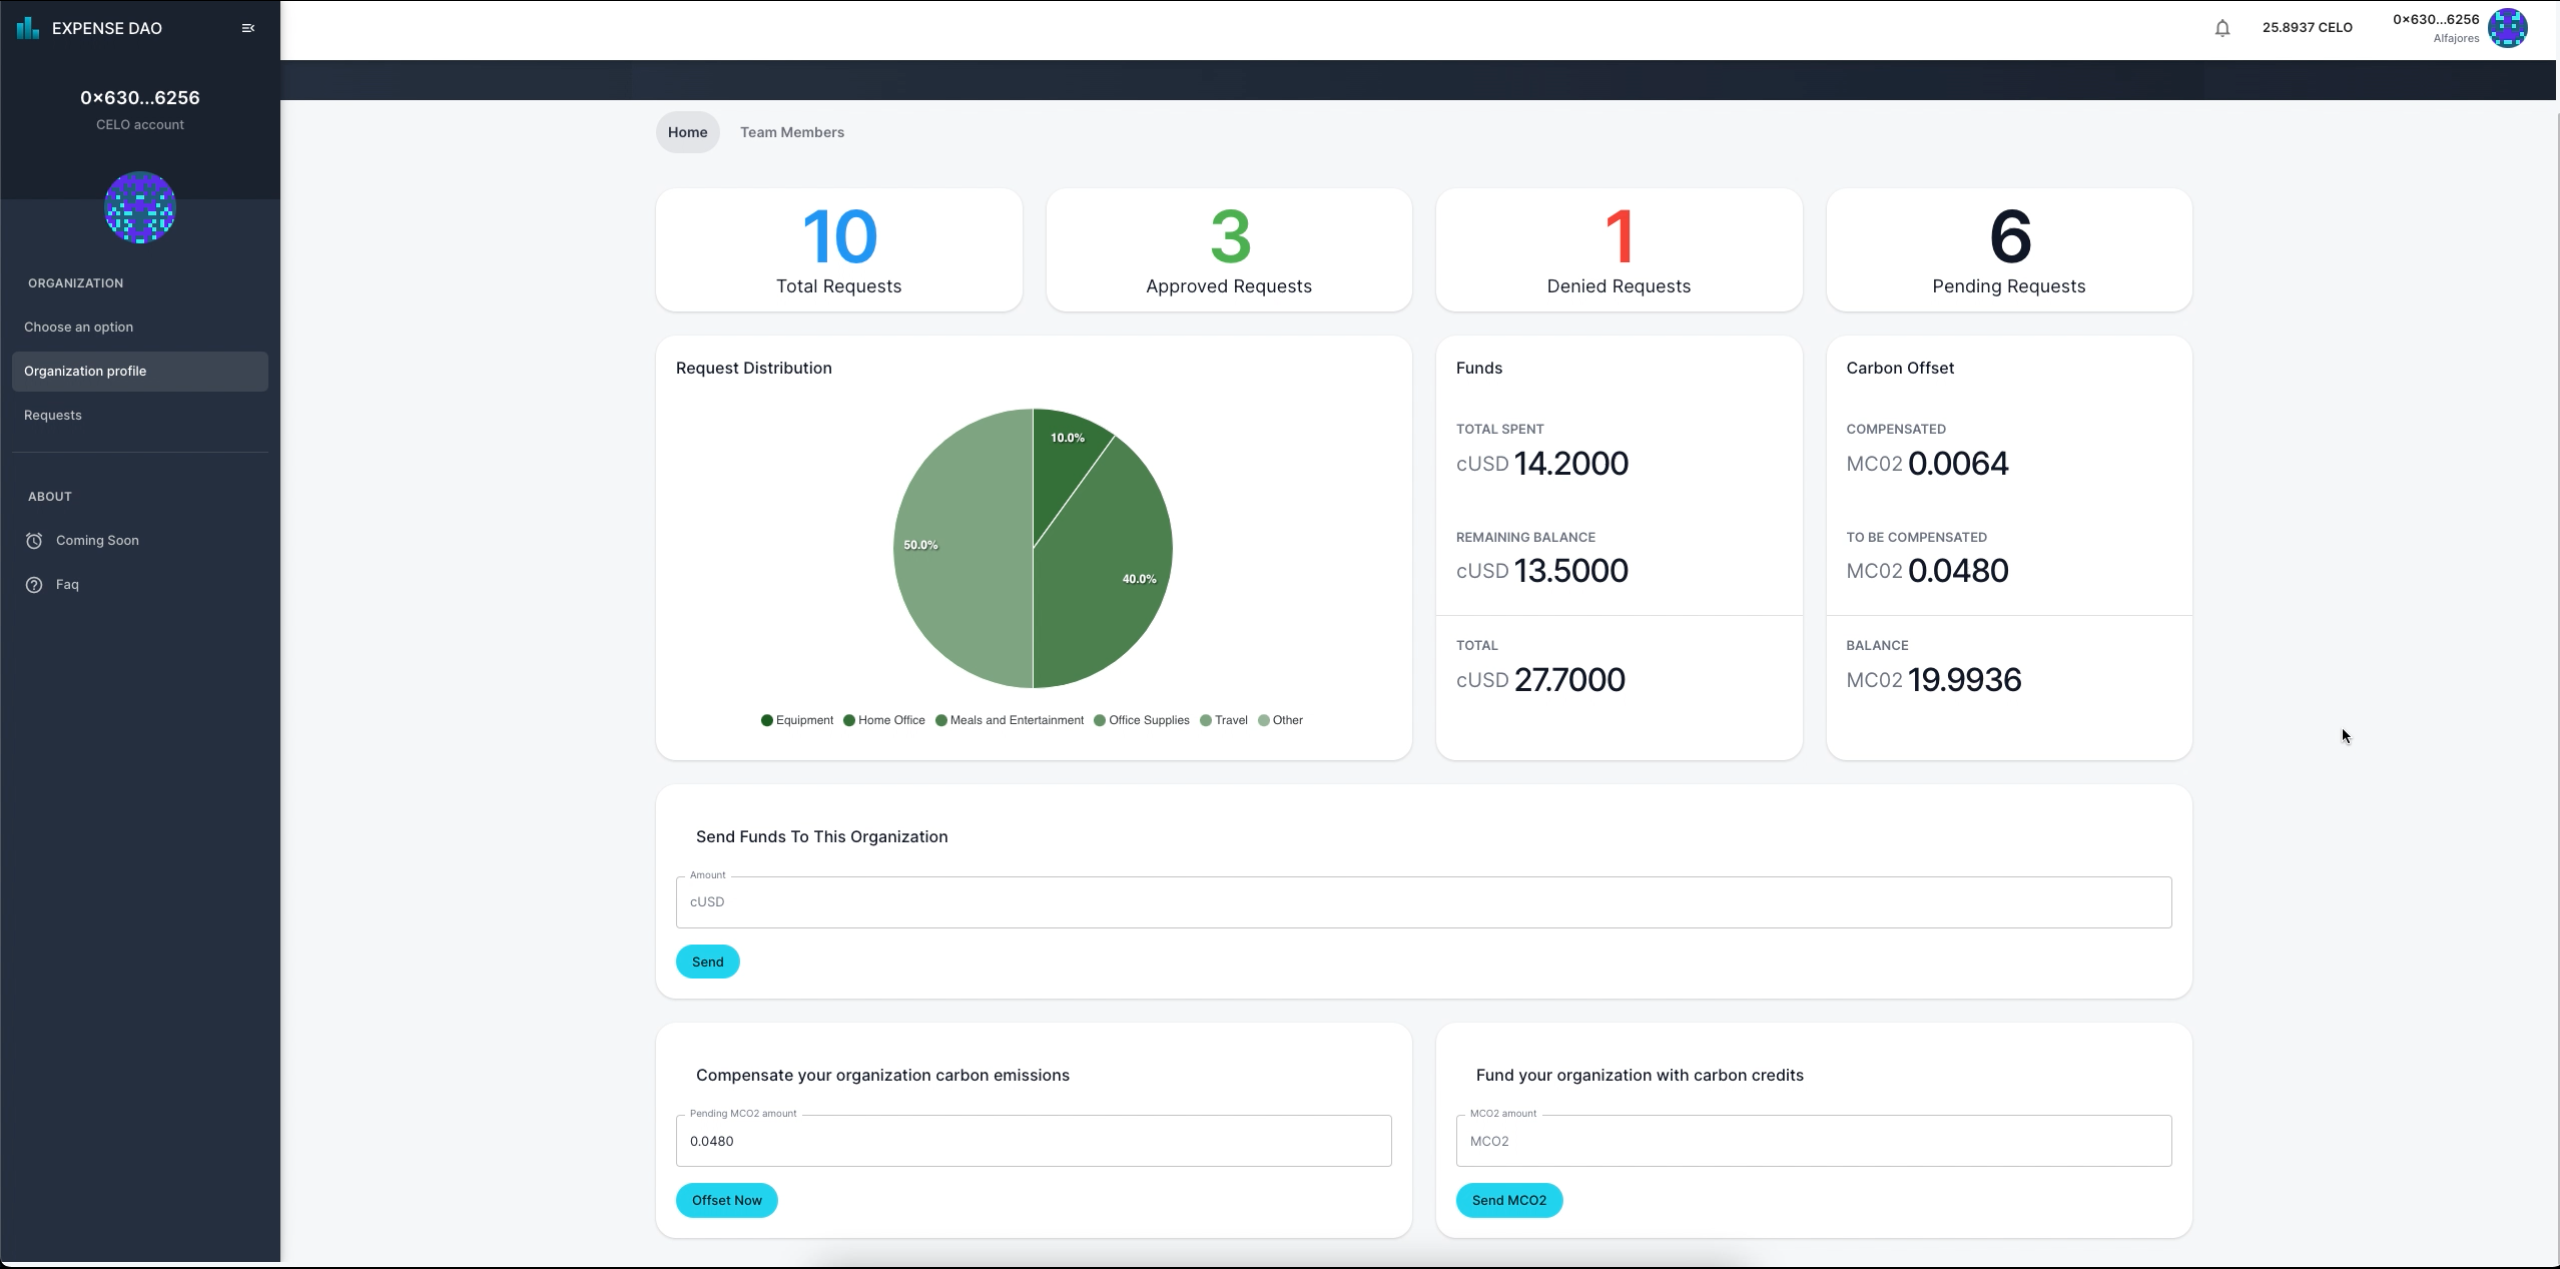 EXPENSE DAO
0x630...6256
CELO account
ORGANIZATION
Choose an option
Organization profile
Requests
ABOUT
Coming Soon
Faq
25.8937 CELO
0x630...6256
Alfajores
Home
Team Members
10
Total Requests
3
Approved Requests
1
Denied Requests
6
Pending Requests
Request Distribution
10.0%
50.0%
40.0%
Equipment Home Office Meals and Entertainment Office Supplies Travel Other
Funds
TOTAL SPENT
cUSD 14.2000
REMAINING BALANCE
cUSD 13.5000
TOTAL
cUSD 27.7000
Carbon Offset
COMPENSATED
MC02 0.0064
TO BE COMPENSATED
MC02 0.0480
BALANCE
MC02 19.9936
Send Funds To This Organization
Amount
cUSD
Send
Compensate your organization carbon emissions
Pending MCO2 amount
0.0480
Offset Now
Fund your organization with carbon credits
MCO2 amount
MCO2
Send MCO2